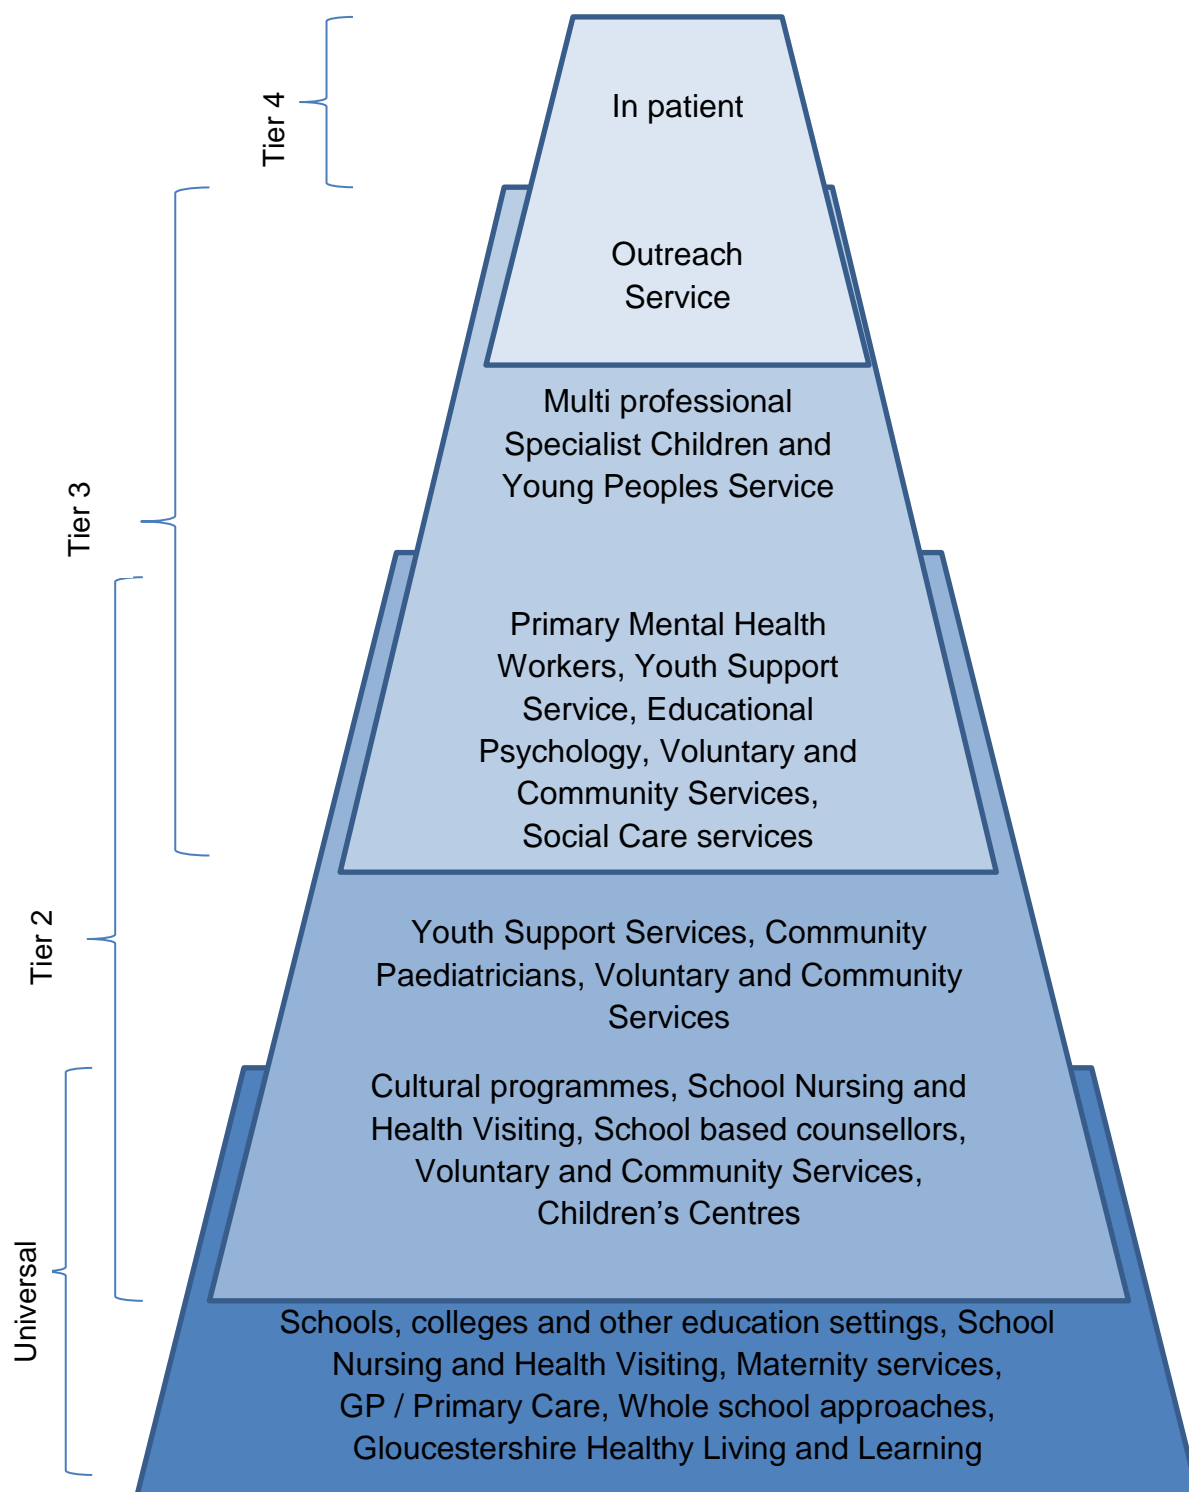 Tier 4
In patient
Outreach
Service
Tier 3
Multi professional
Specialist Children and
Young Peoples Service
Primary Mental Health
Workers, Youth Support
Service, Educational
Psychology, Voluntary and
Community Services,
Social Care services
Tier 2
Youth Support Services, Community
Paediatricians, Voluntary and Community
Services
Cultural programmes, School Nursing and
Health Visiting, School based counsellors,
Voluntary and Community Services,
Children’s Centres
Universal
Schools, colleges and other education settings, School
Nursing and Health Visiting, Maternity services,
GP / Primary Care, Whole school approaches,
Gloucestershire Healthy Living and Learning